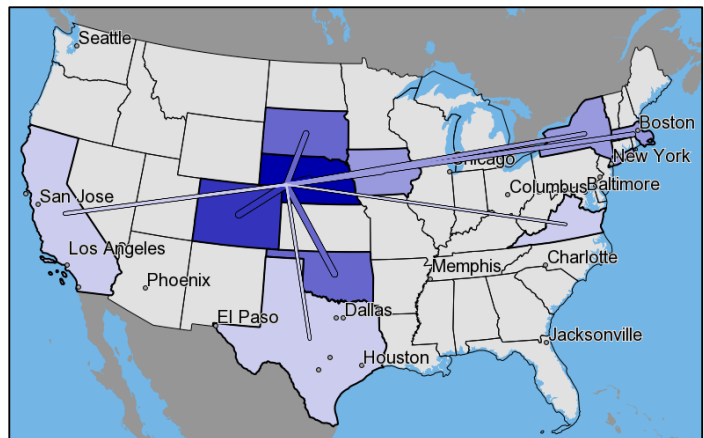 Seattle
Boston
Chicago
New York
Columbus
Baltimore
San Jose
Los Angeles
Memphis
Charlotte
Phoenix
El Paso
Dallas
Jacksonville
Houston